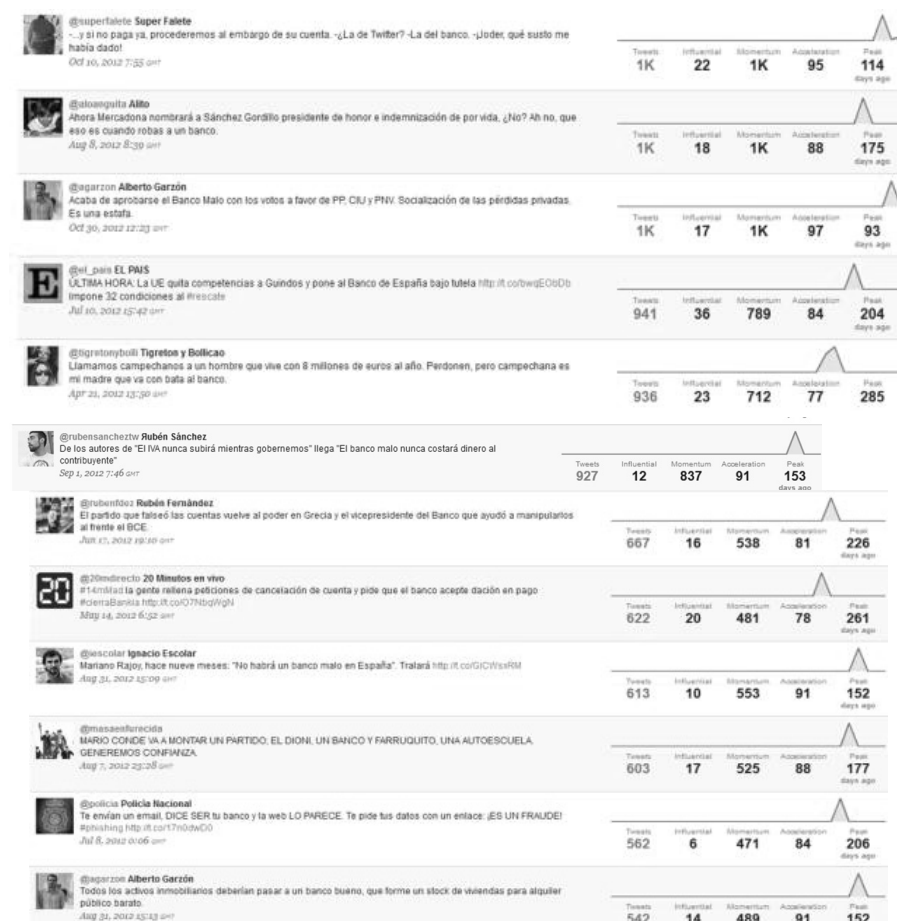 @superfalete Super Falete
-...y si no paga ya, procederemos al embargo de su cuenta. -¿La de Twitter? -La del banco. -¡Joder, qué susto me
había dado!
Oct 10, 2012 7:55 GMT
Tweets Influential Momentum Acceleration Peak
1K 22 1K 95 114
days ago
@aloanguita Alito
Ahora Mercadona nombrará a Sánchez Gordillo presidente de honor e indemnización de por vida, ¿No? Ah no, que
eso es cuando robas a un banco.
Aug 8, 2012 8:39 GMT
Tweets Influential Momentum Acceleration Peak
1K 18 1K 88 175
days ago
@agarzon Alberto Garzón
Acaba de aprobarse el Banco Malo con los votos a favor de PP, CIU y PNV. Socialización de las pérdidas privadas.
Es una estafa.
Oct 30, 2012 12:23 GMT
Tweets Influential Momentum Acceleration Peak
1K 17 1K 97 93
days ago
E
@el_pais EL PAIS
ÚLTIMA HORA: La UE quita competencias a Guindos y pone al Banco de España bajo tutela http://t.co/bwqEObDb
Impone 32 condiciones al #rescate
Jul 10, 2012 15:42 GMT
Tweets Influential Momentum Acceleration Peak
941 36 789 84 204
days ago
@tigretonybolli Tigreton y Bollicao
Llamamos campechanos a un hombre que vive con 8 millones de euros al año. Perdonen, pero campechana es
mi madre que va con bata al banco.
Apr 21, 2012 13:50 GMT
Tweets Influential Momentum Acceleration Peak
936 23 712 77 285
@rubensancheztw Яubén Sánchez
De los autores de "El IVA nunca subirá mientras gobernemos" llega "El banco malo nunca costará dinero al
contribuyente"
Sep 1, 2012 7:46 GMT
Tweets Influential Momentum Acceleration Peak
927 12 837 91 153
days ago
@rubenfdez Rubén Fernández
El partido que falseó las cuentas vuelve al poder en Grecia y el vicepresidente del Banco que ayudó a manipularlos
al frente el BCE.
Jun 17, 2012 19:10 GMT
Tweets Influential Momentum Acceleration Peak
667 16 538 81 226
days ago
20
@20mdirecto 20 Minutos en vivo
#14mMad la gente rellena peticiones de cancelación de cuenta y pide que el banco acepte dación en pago
#cierraBankia http://t.co/O7NbqWgN
May 14, 2012 6:52 GMT
Tweets Influential Momentum Acceleration Peak
622 20 481 78 261
days ago
@iescolar Ignacio Escolar
Mariano Rajoy, hace nueve meses: "No habrá un banco malo en España". Tralará http://t.co/GICWsxRM
Aug 31, 2012 15:09 GMT
Tweets Influential Momentum Acceleration Peak
613 10 553 91 152
days ago
@masaenfurecida
MARIO CONDE VA A MONTAR UN PARTIDO; EL DIONI, UN BANCO Y FARRUQUITO, UNA AUTOESCUELA.
GENEREMOS CONFIANZA.
Aug 7, 2012 23:28 GMT
Tweets Influential Momentum Acceleration Peak
603 17 525 88 177
days ago
@policia Policía Nacional
Te envían un email, DICE SER tu banco y la web LO PARECE. Te pide tus datos con un enlace: ¡ES UN FRAUDE!
#phishing http://t.co/17n0dwD0
Jul 8, 2012 0:06 GMT
Tweets Influential Momentum Acceleration Peak
562 6 471 84 206
days ago
@agarzon Alberto Garzón
Todos los activos inmobiliarios deberían pasar a un banco bueno, que forme un stock de viviendas para alquiler
público barato.
Aug 31, 2012 15:13 GMT
Tweets Influential Momentum Acceleration Peak
542 14 489 91 152